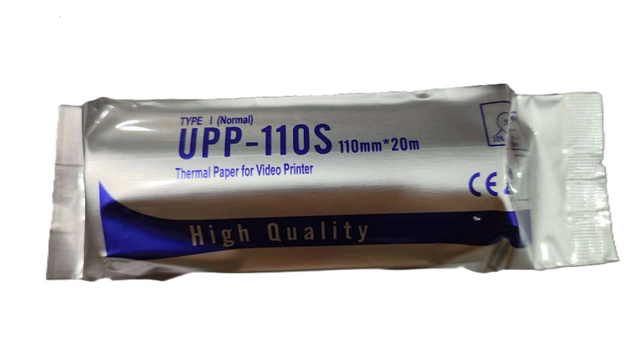 TYPE I (Normal)
UPP-110S 110mm*20m
Thermal Paper for Video Printer
CE
High Quality